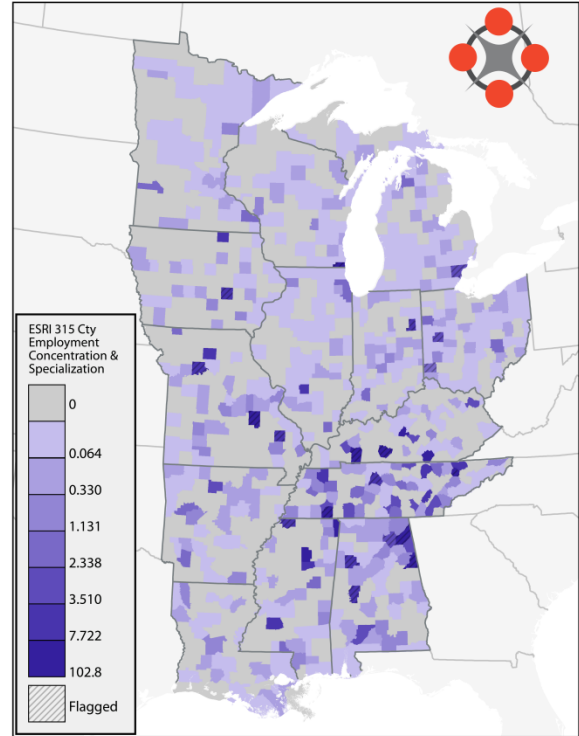 ESRI 315 Cty
Employment
Concentration &
Specialization
0
0.064
0.330
1.131
2.338
3.510
7.722
102.8
Flagged